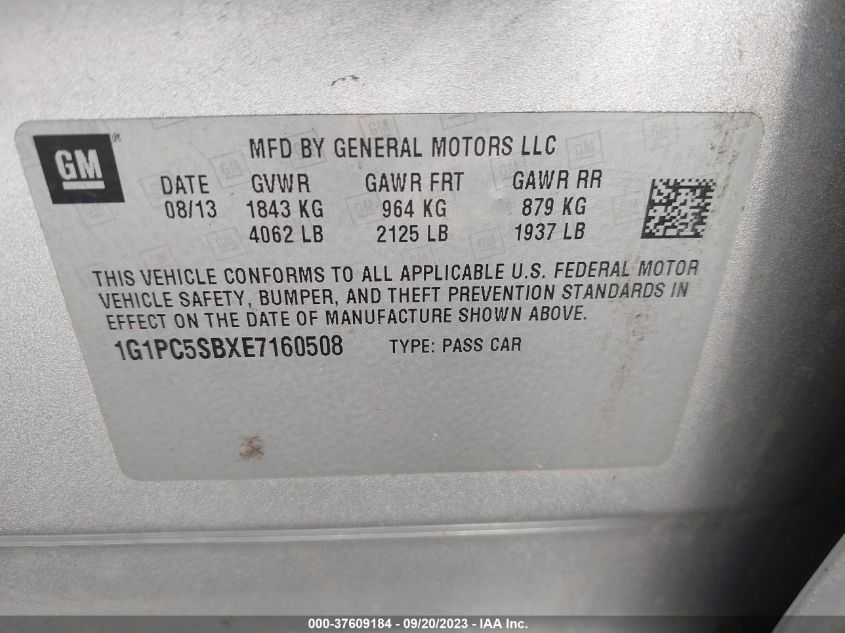 GM®
MFD BY GENERAL MOTORS LLC
DATE GVWR GAWR FRT GAWR RR
08/13 1843 KG 964 KG 879 KG
4062 LB 2125 LB 1937 LB
THIS VEHICLE CONFORMS TO ALL APPLICABLE U.S. FEDERAL MOTOR
VEHICLE SAFETY, BUMPER, AND THEFT PREVENTION STANDARDS IN
EFFECT ON THE DATE OF MANUFACTURE SHOWN ABOVE.
1G1PC5SBXE7160508 TYPE: PASS CAR
000-37609184 - 09/20/2023 - IAA Inc.